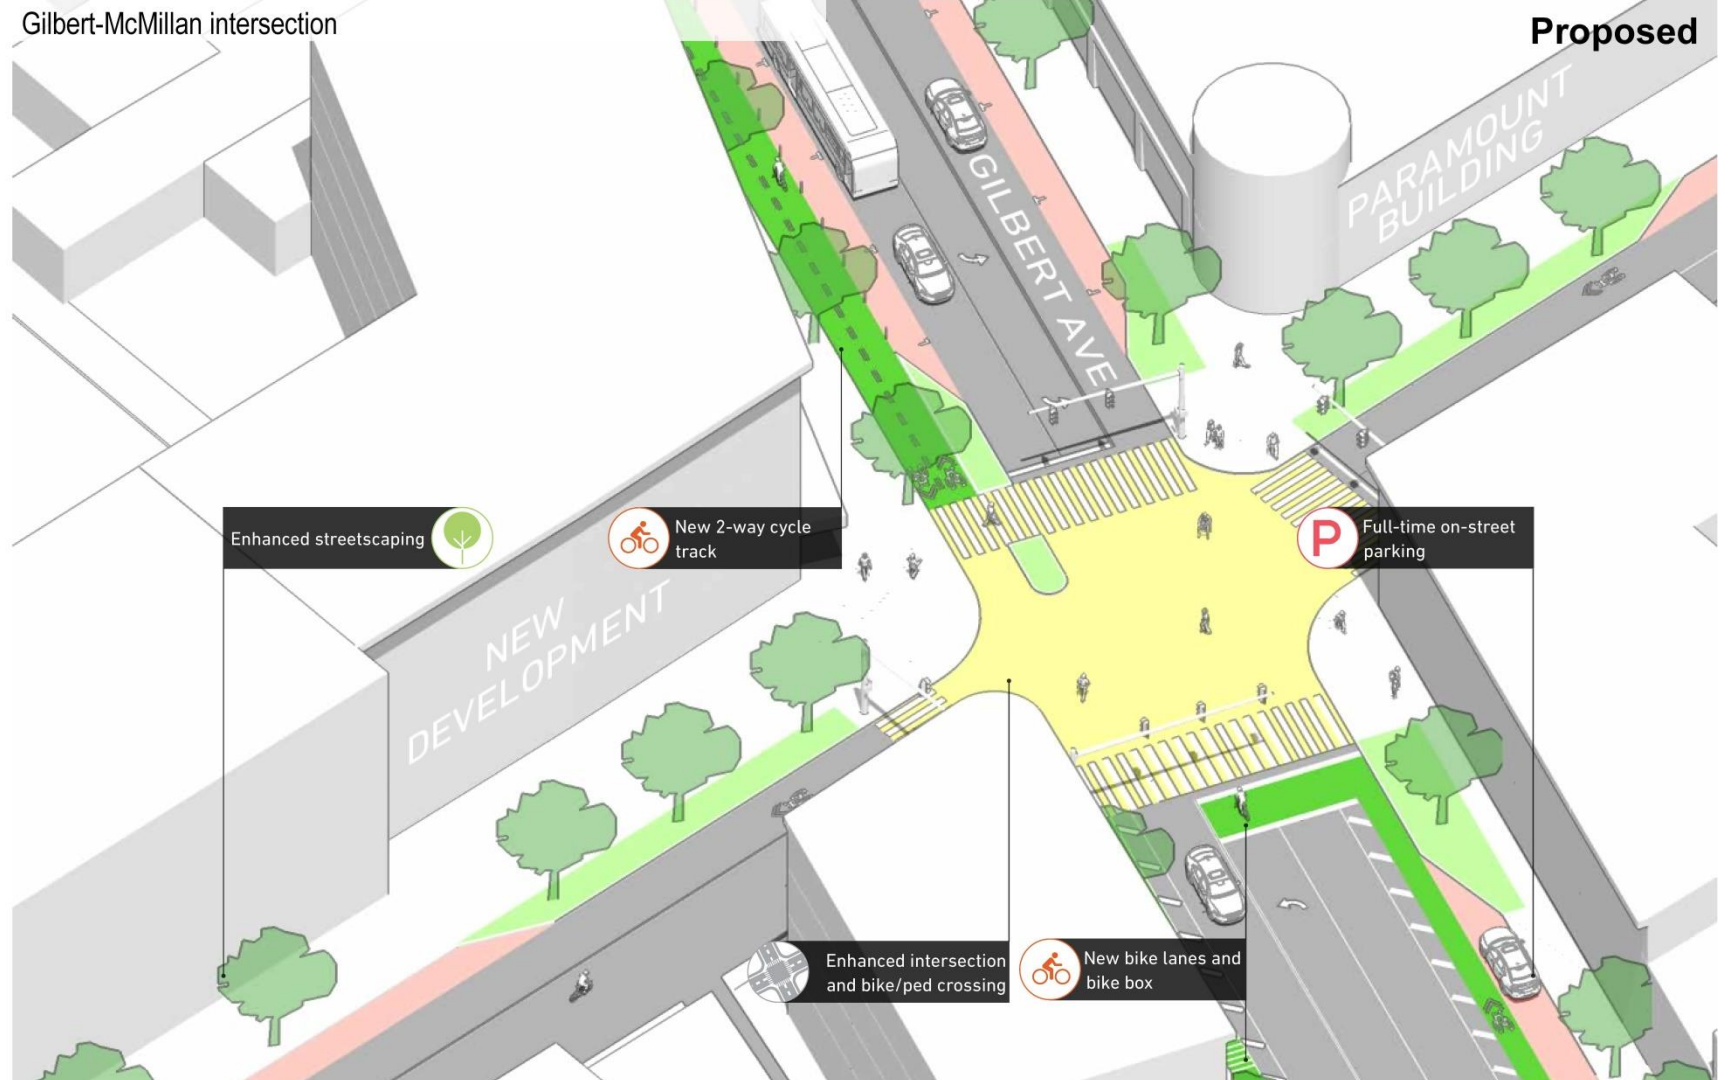 Gilbert-McMillan intersection
Proposed
PARAMOUNT
BUILDING
GILBERT AVE
Enhanced streetscaping
New 2-way cycle
track
P
Full-time on-street
parking
NEW
DEVELOPMENT
Enhanced intersection
and bike/ped crossing
New bike lanes and
bike box